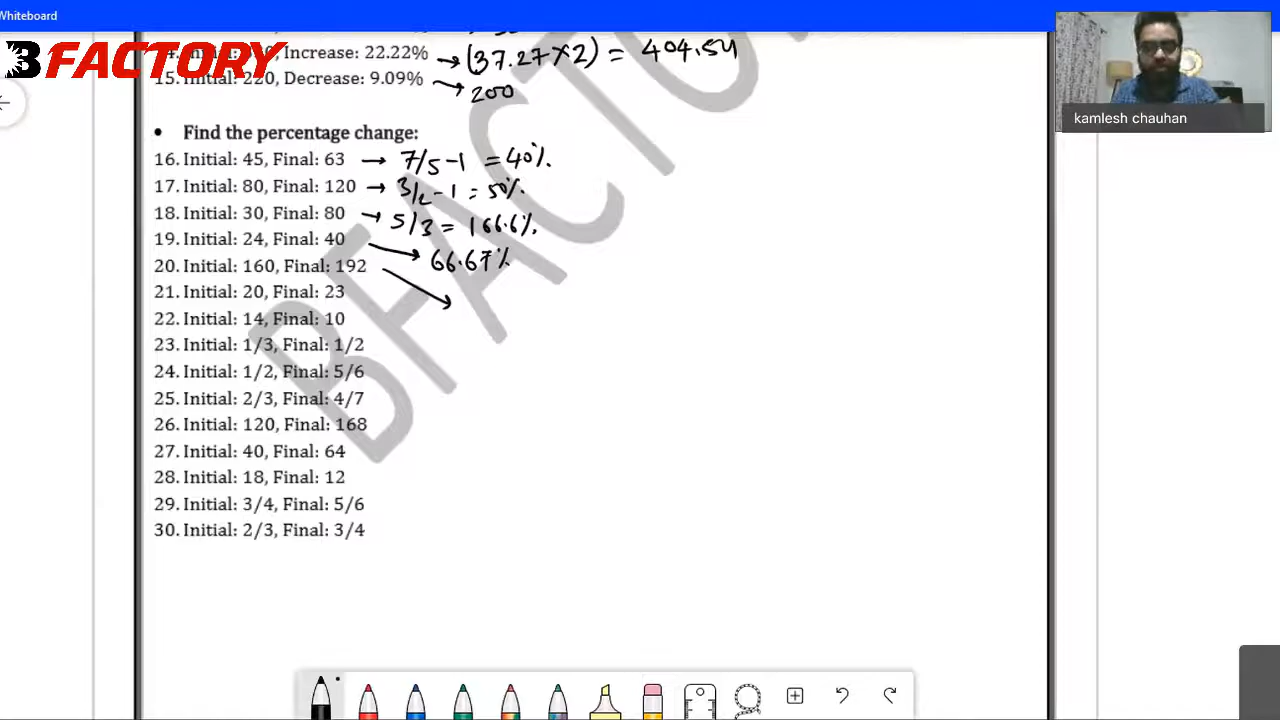 Whiteboard
BFACTORY
Increase: 22.22% → (37.27×2) = 404.54
15. Initial: 220, Decrease: 9.09% → 200
• Find the percentage change:
16. Initial: 45, Final: 63 → 7/5-1 = 40%.
17. Initial: 80, Final: 120 → 3/2-1 = 50%.
18. Initial: 30, Final: 80 → 5/3 = 166.6%.
19. Initial: 24, Final: 40 → 66.67%
20. Initial: 160, Final: 192 →
21. Initial: 20, Final: 23
22. Initial: 14, Final: 10
23. Initial: 1/3, Final: 1/2
24. Initial: 1/2, Final: 5/6
25. Initial: 2/3, Final: 4/7
26. Initial: 120, Final: 168
27. Initial: 40, Final: 64
28. Initial: 18, Final: 12
29. Initial: 3/4, Final: 5/6
30. Initial: 2/3, Final: 3/4
BFACTO
kamlesh chauhan